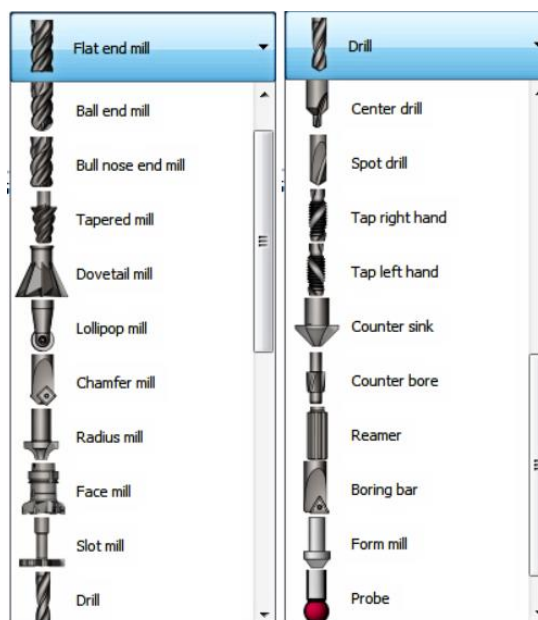 Flat end mill
Ball end mill
Bull nose end mill
Tapered mill
Dovetail mill
Lollipop mill
Chamfer mill
Radius mill
Face mill
Slot mill
Drill
Drill
Center drill
Spot drill
Tap right hand
Tap left hand
Counter sink
Counter bore
Reamer
Boring bar
Form mill
Probe